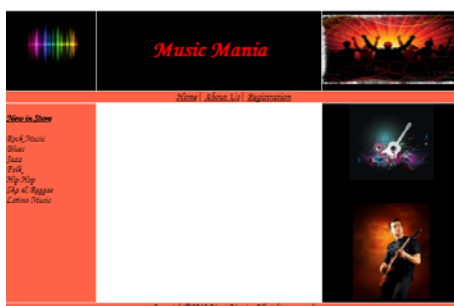 Music Mania
Home | About Us | Registration
New in Store
Rock Music
Blues
Jazz
Folk
Hip Hop
Ska & Reggae
Latino Music